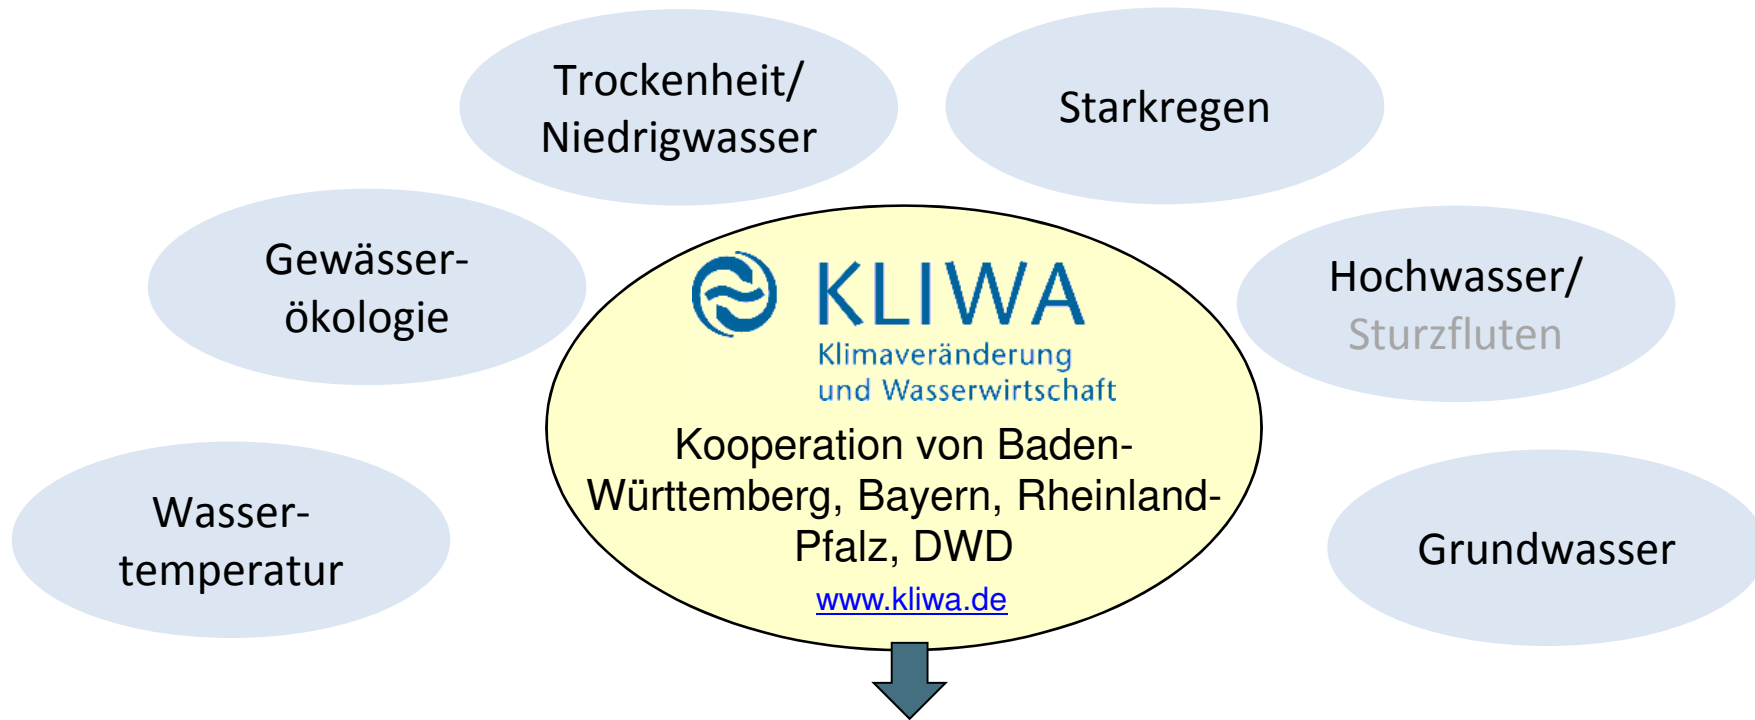 Trockenheit/
Niedrigwasser
Starkregen
Gewässer-
ökologie
Hochwasser/
Sturzfluten
KLIWA
Klimaveränderung
und Wasserwirtschaft
Kooperation von Baden-
Württemberg, Bayern, Rheinland-
Pfalz, DWD
www.kliwa.de
Wasser-
temperatur
Grundwasser